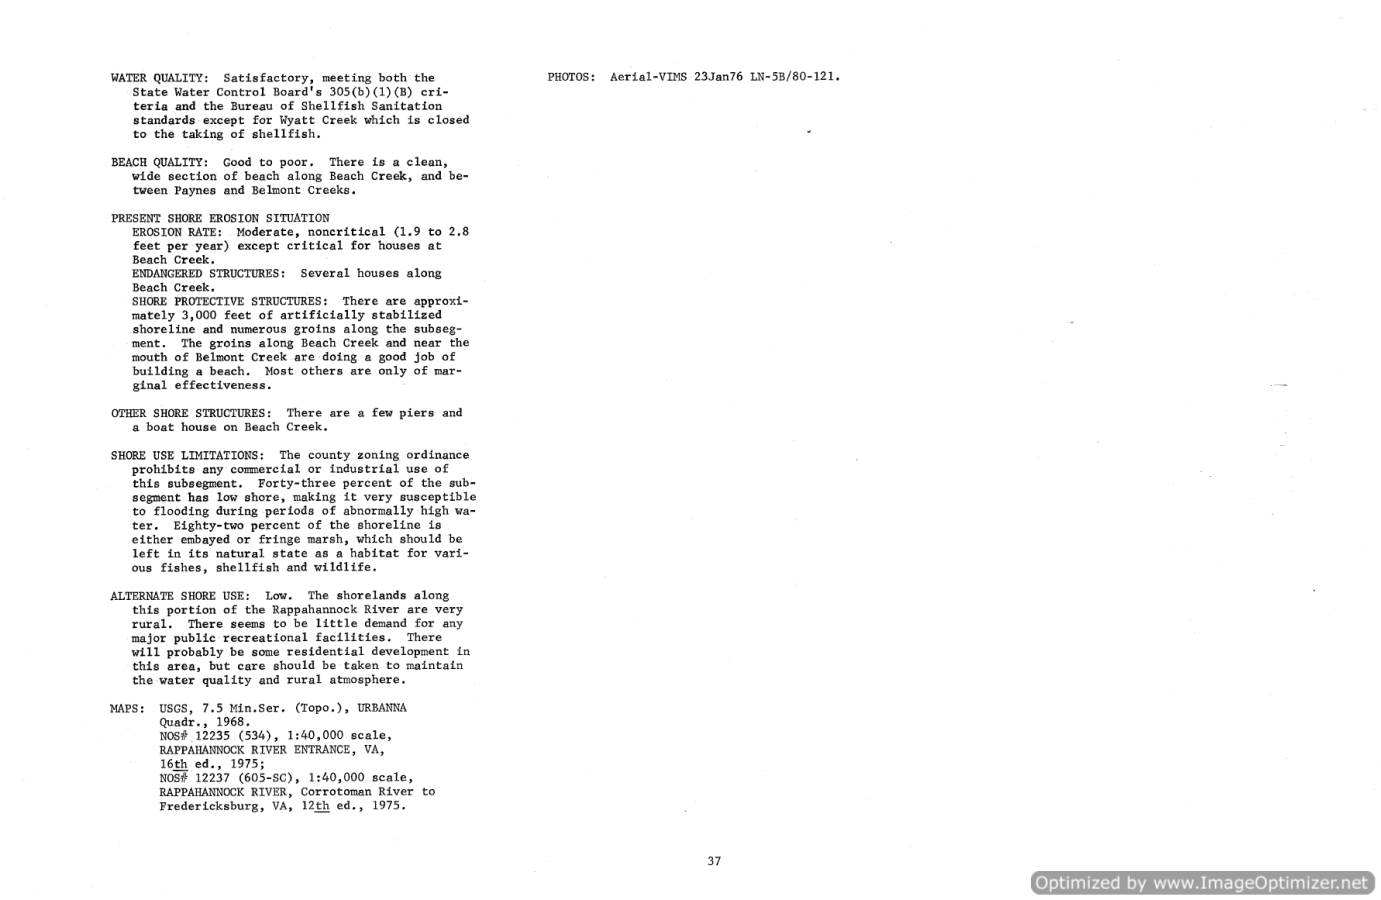 WATER QUALITY: Satisfactory, meeting both the
State Water Control Board's 305(b)(1)(B) cri-
teria and the Bureau of Shellfish Sanitation
standards except for Wyatt Creek which is closed
to the taking of shellfish.
BEACH QUALITY: Good to poor. There is a clean,
wide section of beach along Beach Creek, and be-
tween Paynes and Belmont Creeks.
PRESENT SHORE EROSION SITUATION
EROSION RATE: Moderate, noncritical (1.9 to 2.8
feet per year) except critical for houses at
Beach Creek.
ENDANGERED STRUCTURES: Several houses along
Beach Creek.
SHORE PROTECTIVE STRUCTURES: There are approxi-
mately 3,000 feet of artificially stabilized
shoreline and numerous groins along the subseg-
ment. The groins along Beach Creek and near the
mouth of Belmont Creek are doing a good job of
building a beach. Most others are only of mar-
ginal effectiveness.
OTHER SHORE STRUCTURES: There are a few piers and
a boat house on Beach Creek.
SHORE USE LIMITATIONS: The county zoning ordinance
prohibits any commercial or industrial use of
this subsegment. Forty-three percent of the sub-
segment has low shore, making it very susceptible
to flooding during periods of abnormally high wa-
ter. Eighty-two percent of the shoreline is
either embayed or fringe marsh, which should be
left in its natural state as a habitat for vari-
ous fishes, shellfish and wildlife.
ALTERNATE SHORE USE: Low. The shorelands along
this portion of the Rappahannock River are very
rural. There seems to be little demand for any
major public recreational facilities. There
will probably be some residential development in
this area, but care should be taken to maintain
the water quality and rural atmosphere.
MAPS: USGS, 7.5 Min.Ser. (Topo.), URBANNA
Quadr., 1968.
NOS# 12235 (534), 1:40,000 scale,
RAPPAHANNOCK RIVER ENTRANCE, VA,
16th ed., 1975;
NOS# 12237 (605-SC), 1:40,000 scale,
RAPPAHANNOCK RIVER, Corrotoman River to
Fredericksburg, VA, 12th ed., 1975.
PHOTOS: Aerial-VIMS 23Jan76 LN-5B/80-121.
37
Optimized by www.ImageOptimizer.net